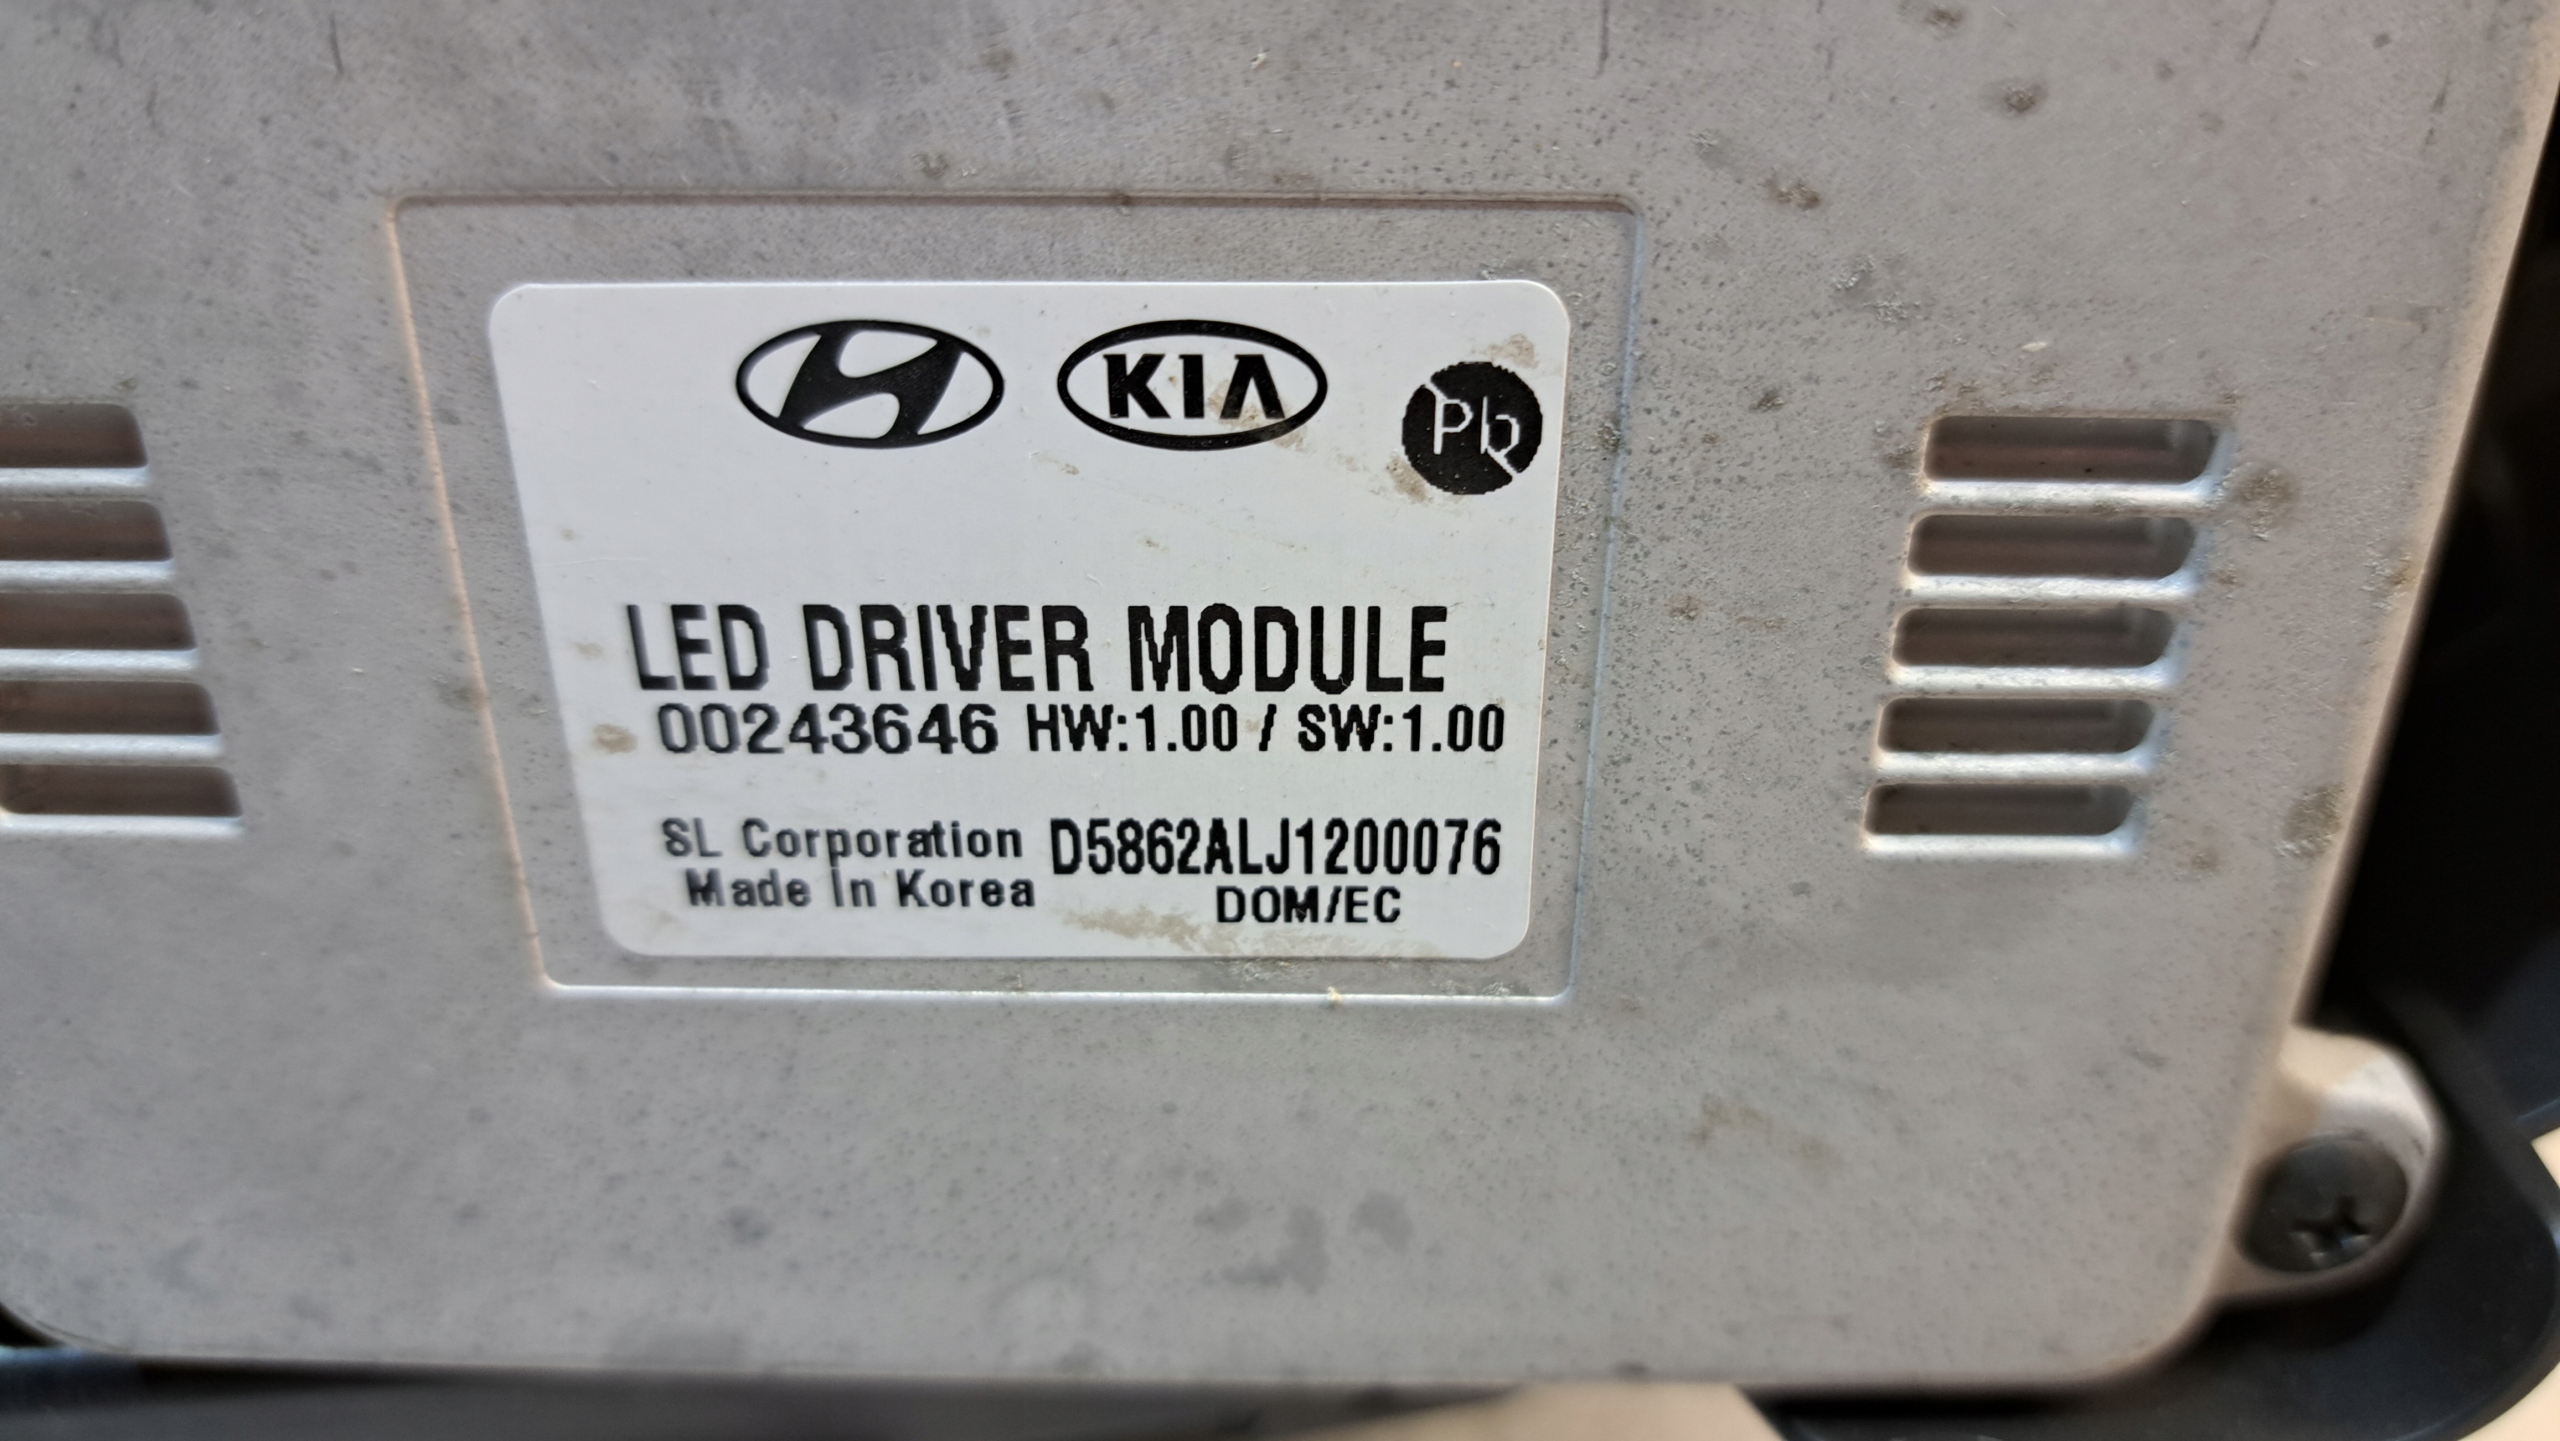 KIA
Pb
LED DRIVER MODULE
00243646 HW:1.00 / SW:1.00
SL Corporation D5862ALJ1200076
Made In Korea DOM/EC